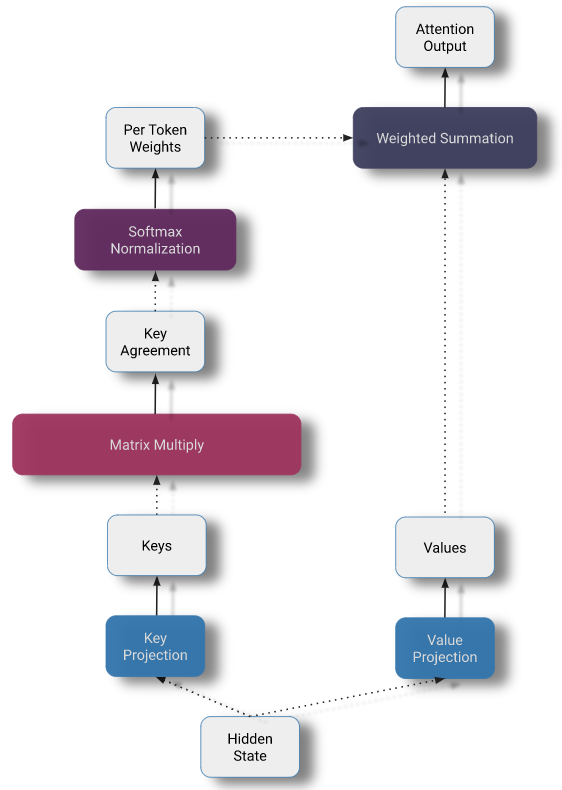 Attention
Output
Per Token
Weights
Weighted Summation
Softmax
Normalization
Key
Agreement
Matrix Multiply
Keys
Values
Key
Projection
Value
Projection
Hidden
State